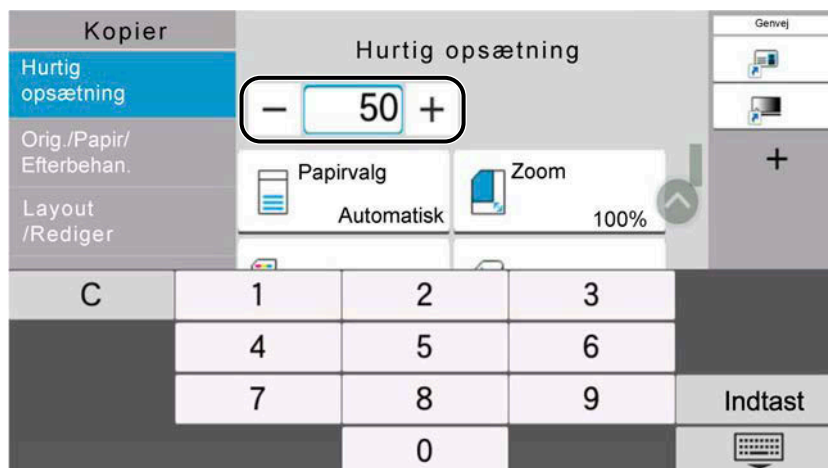 Kopier
Hurtig
opsætning
Orig./Papir/
Efterbehan.
Layout
/Rediger
Hurtig opsætning
− 50 +
Papirvalg
Automatisk
Zoom
100%
Genvej
+
C 1 2 3
4 5 6
7 8 9 Indtast
0